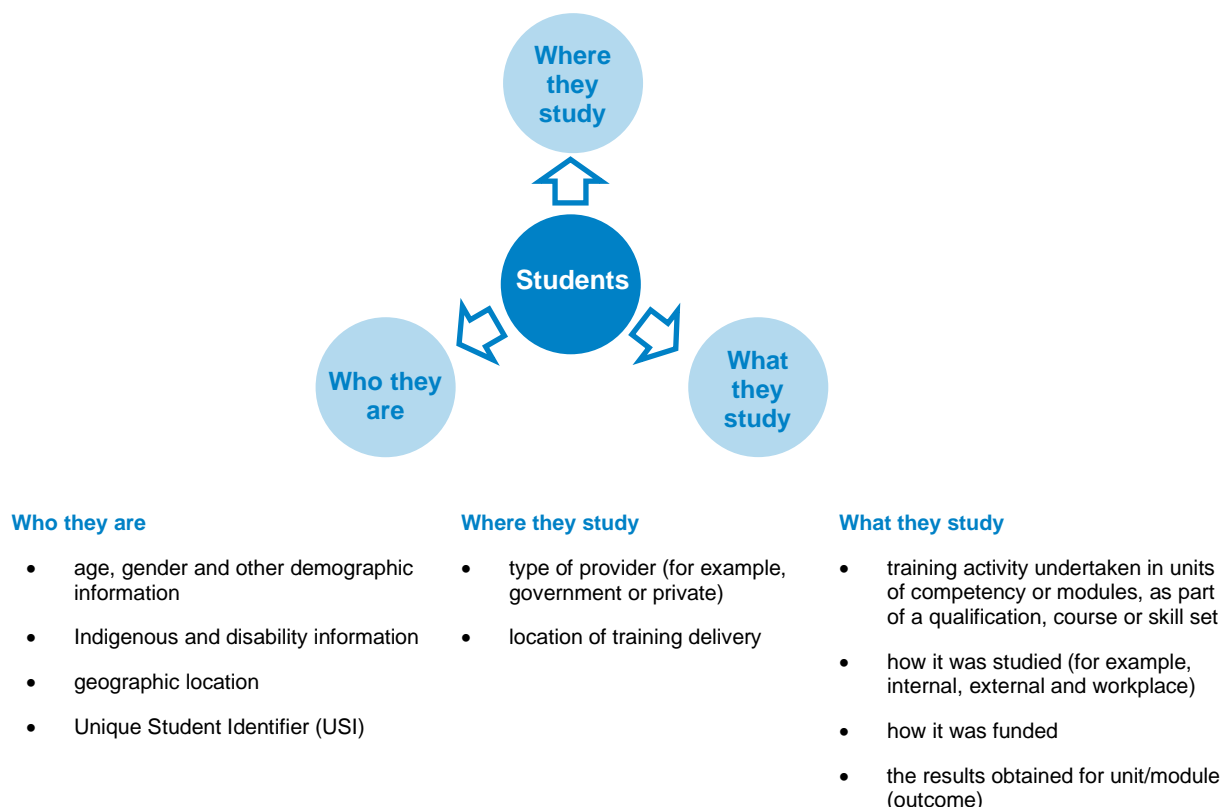 Where
they
study
Students
Who they
are
What
they
study
Who they are
• age, gender and other demographic
information
• Indigenous and disability information
• geographic location
• Unique Student Identifier (USI)
Where they study
• type of provider (for example,
government or private)
• location of training delivery
What they study
• training activity undertaken in units
of competency or modules, as part
of a qualification, course or skill set
• how it was studied (for example,
internal, external and workplace)
• how it was funded
• the results obtained for unit/module
(outcome)